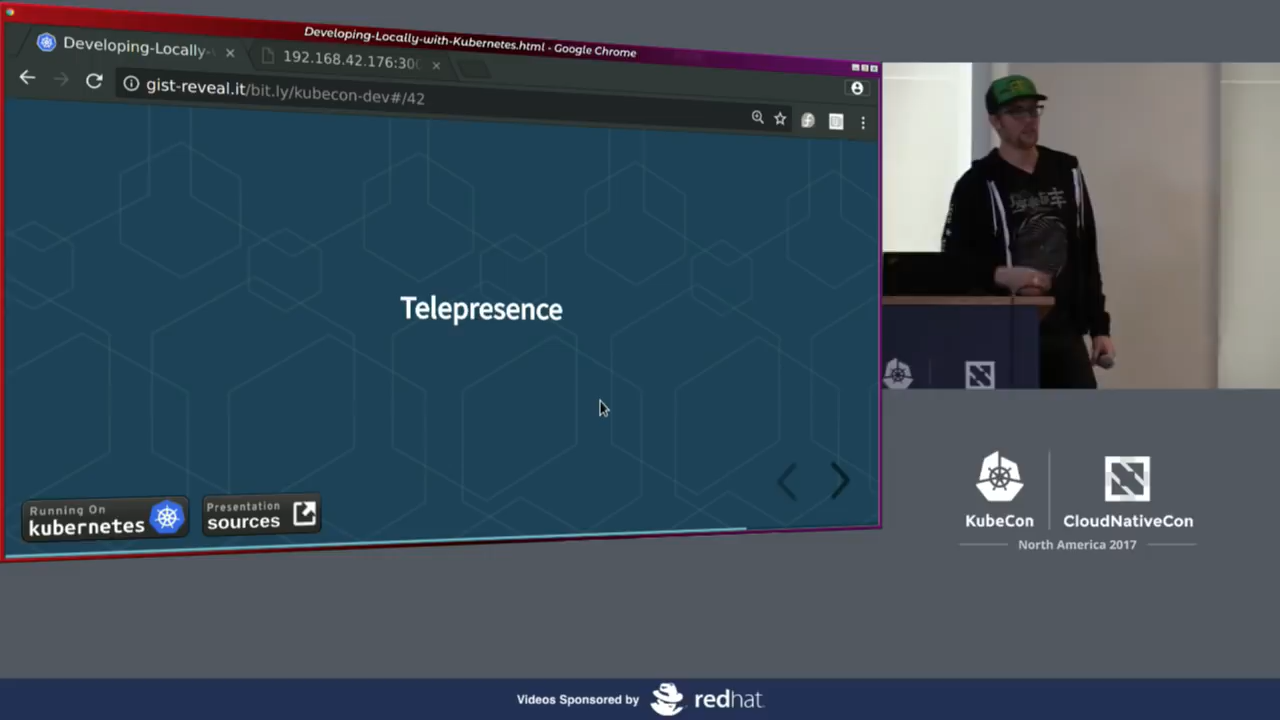 Developing-Locally-with-Kubernetes.html - Google Chrome
Developing-Locally-
192.168.42.176:30
gist-reveal.it/bit.ly/kubecon-dev#/42
Telepresence
Running On
kubernetes
Presentation
sources
KubeCon
CloudNativeCon
North America 2017
Videos Sponsored by
redhat